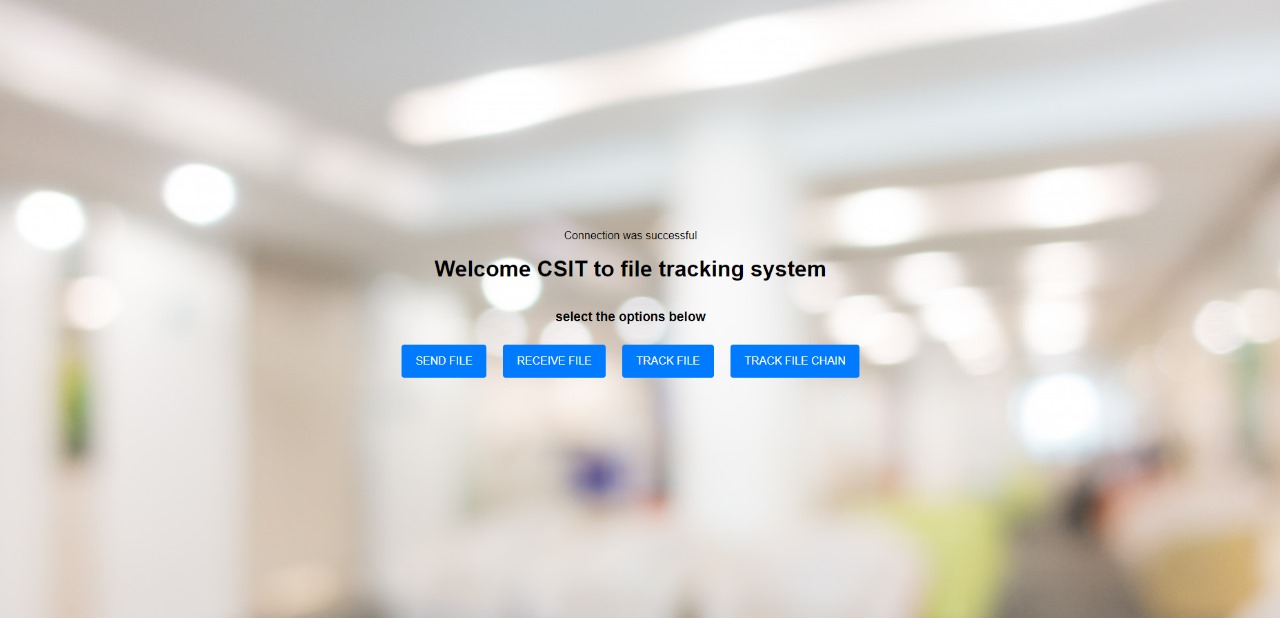 Connection was successful
Welcome CSIT to file tracking system
select the options below
SEND FILE RECEIVE FILE TRACK FILE TRACK FILE CHAIN